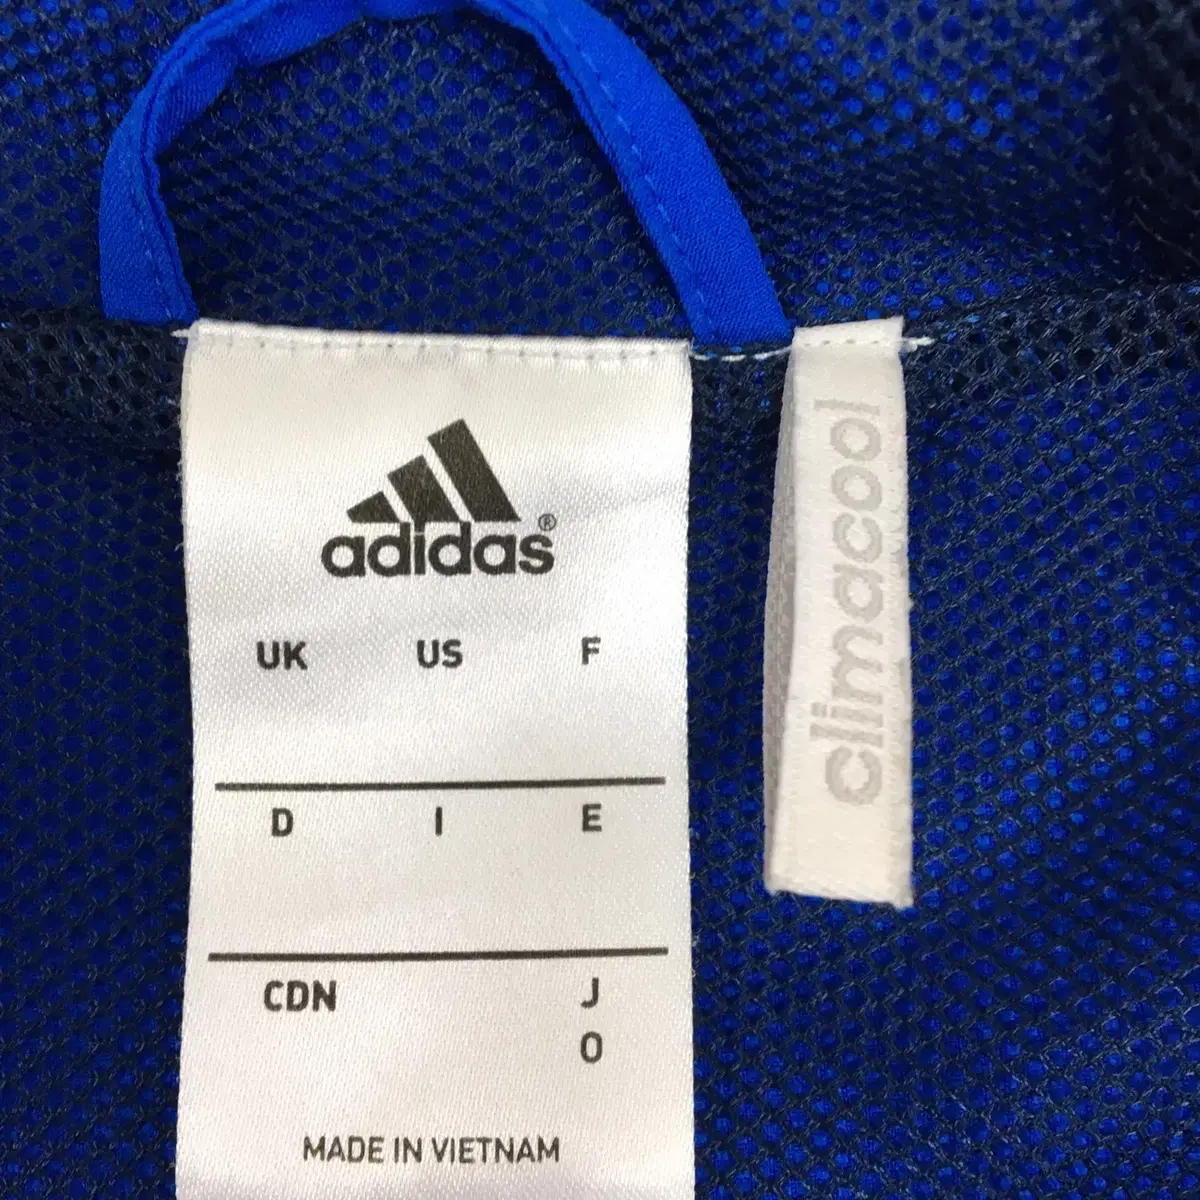 adidas®
UK US F
D I E
CDN J
O
MADE IN VIETNAM
climacool